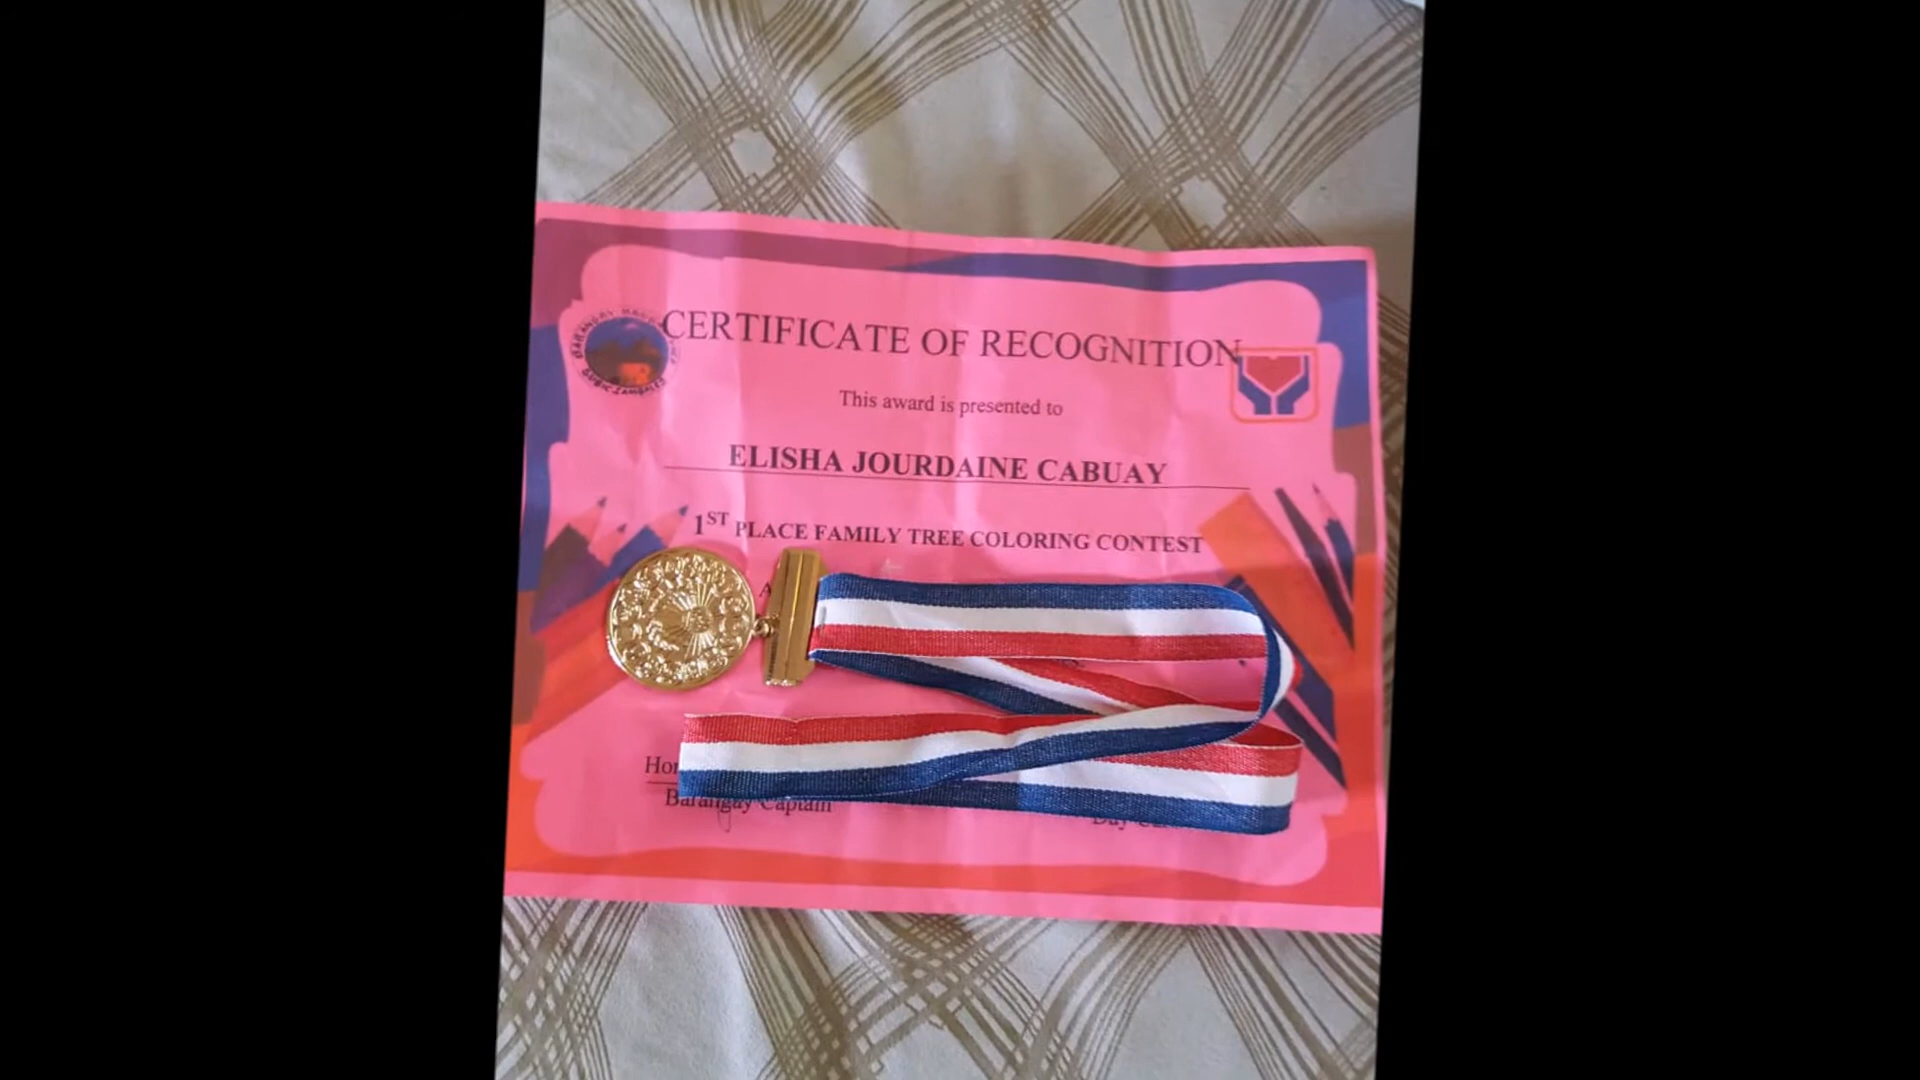 CERTIFICATE OF RECOGNITION
This award is presented to
ELISHA JOURDAINE CABUAY
1ST PLACE FAMILY TREE COLORING CONTEST
Barangay Captain